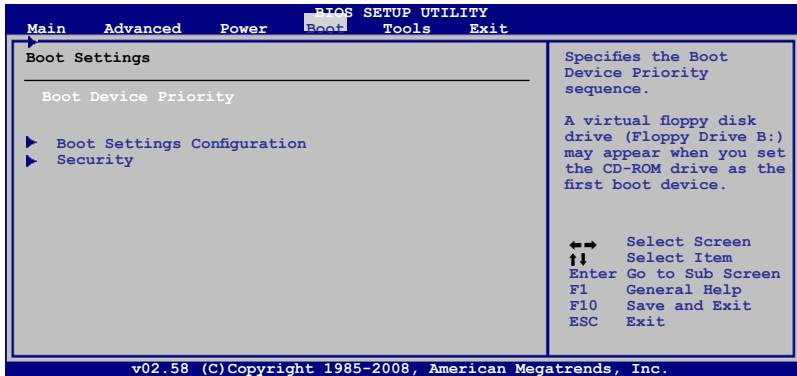 BIOS SETUP UTILITY
Main Advanced Power Boot Tools Exit
Boot Settings
Boot Device Priority
Boot Settings Configuration
Security
Specifies the Boot
Device Priority
sequence.
A virtual floppy disk
drive (Floppy Drive B:)
may appear when you set
the CD-ROM drive as the
first boot device.
Select Screen
Select Item
Enter Go to Sub Screen
F1 General Help
F10 Save and Exit
ESC Exit
v02.58 (C)Copyright 1985-2008, American Megatrends, Inc.